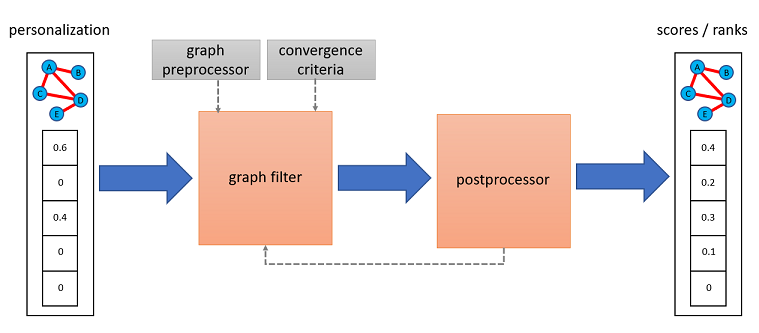 personalization
scores / ranks
graph
preprocessor
convergence
criteria
A
B
C
D
E
0.6
0
0.4
0
0
graph filter
postprocessor
A
B
C
D
E
0.4
0.2
0.3
0.1
0